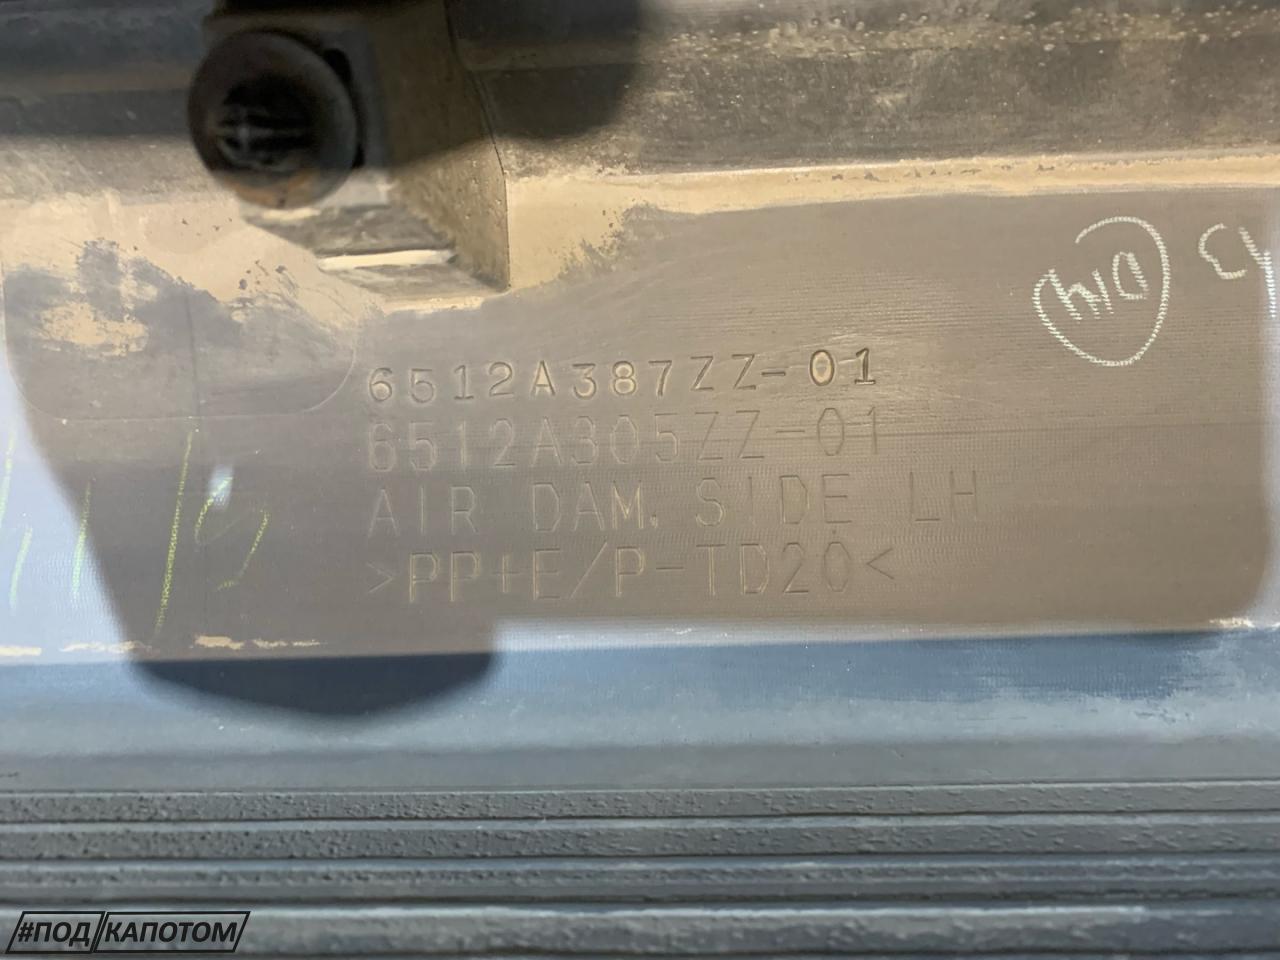 6512A387ZZ-01
6512A305ZZ-01
AIR DAM, SIDE LH
>PP+E/P-TD20<
#ПОД КАПОТОМ